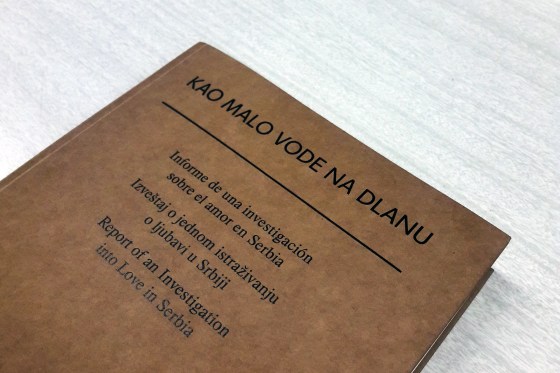 KAO MALO VODE NA DLANU
Informe de una investigación
sobre el amor en Serbia
Izveštaj o jednom istraživanju
o ljubavi u Srbiji
Report of an Investigation
into Love in Serbia